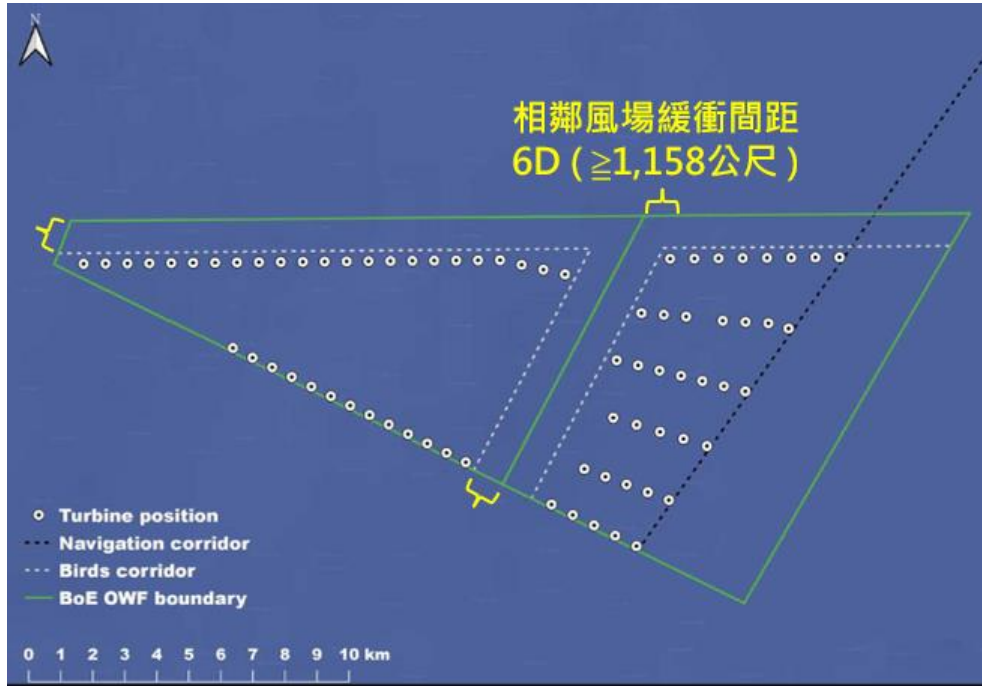 N
相鄰風場緩衝間距
6D ( ≧1,158公尺 )
Turbine position
Navigation corridor
Birds corridor
BoE OWF boundary
0 1 2 3 4 5 6 7 8 9 10 km